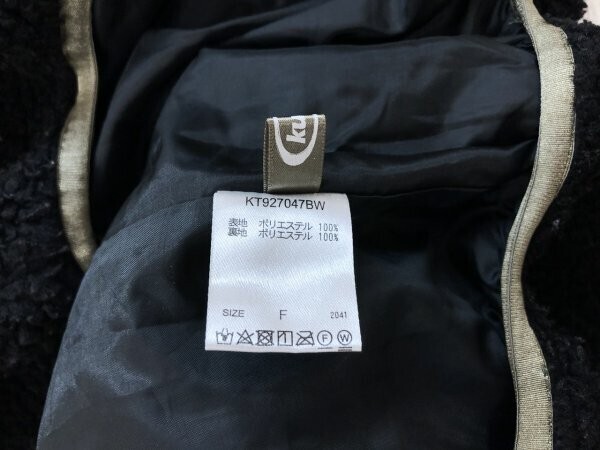 ku
KT927047BW
表地 ポリエステル 100%
裏地 ポリエステル 100%
SIZE F 2041
F W